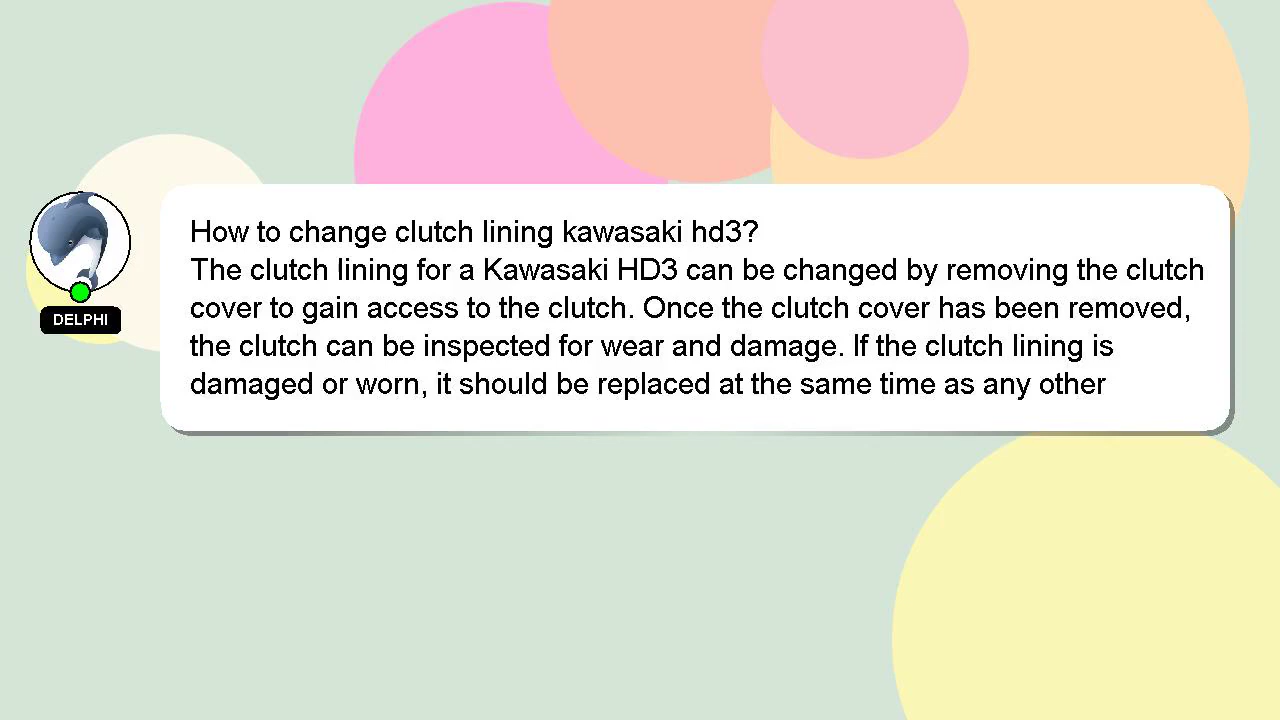 How to change clutch lining kawasaki hd3?
The clutch lining for a Kawasaki HD3 can be changed by removing the clutch
cover to gain access to the clutch. Once the clutch cover has been removed,
the clutch can be inspected for wear and damage. If the clutch lining is
damaged or worn, it should be replaced at the same time as any other
DELPHI